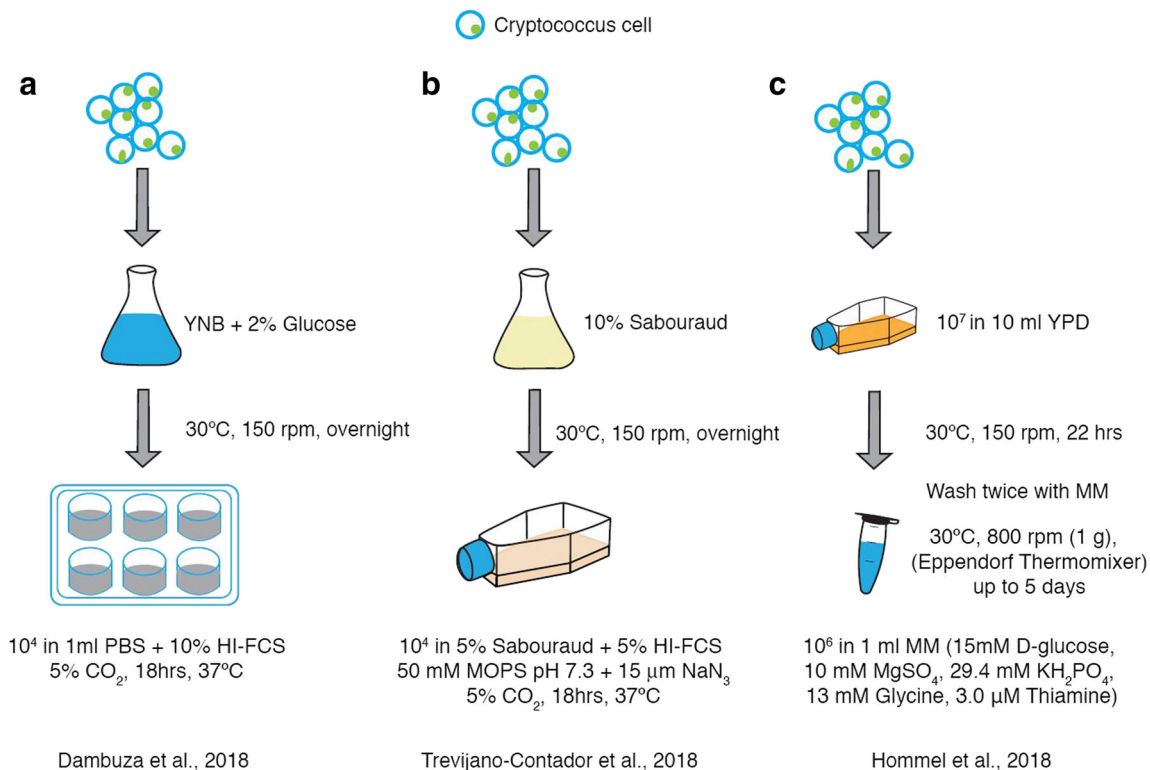 Cryptococcus cell
a
b
c
YNB + 2% Glucose
10% Sabouraud
10⁷ in 10 ml YPD
30ºC, 150 rpm, overnight
30ºC, 150 rpm, overnight
30ºC, 150 rpm, 22 hrs
Wash twice with MM
30ºC, 800 rpm (1 g),
(Eppendorf Thermomixer)
up to 5 days
10⁴ in 1ml PBS + 10% HI-FCS
5% CO₂, 18hrs, 37ºC
10⁴ in 5% Sabouraud + 5% HI-FCS
50 mM MOPS pH 7.3 + 15 μm NaN₃
5% CO₂, 18hrs, 37ºC
10⁶ in 1 ml MM (15mM D-glucose,
10 mM MgSO₄, 29.4 mM KH₂PO₄,
13 mM Glycine, 3.0 μM Thiamine)
Dambuza et al., 2018
Trevijano-Contador et al., 2018
Hommel et al., 2018